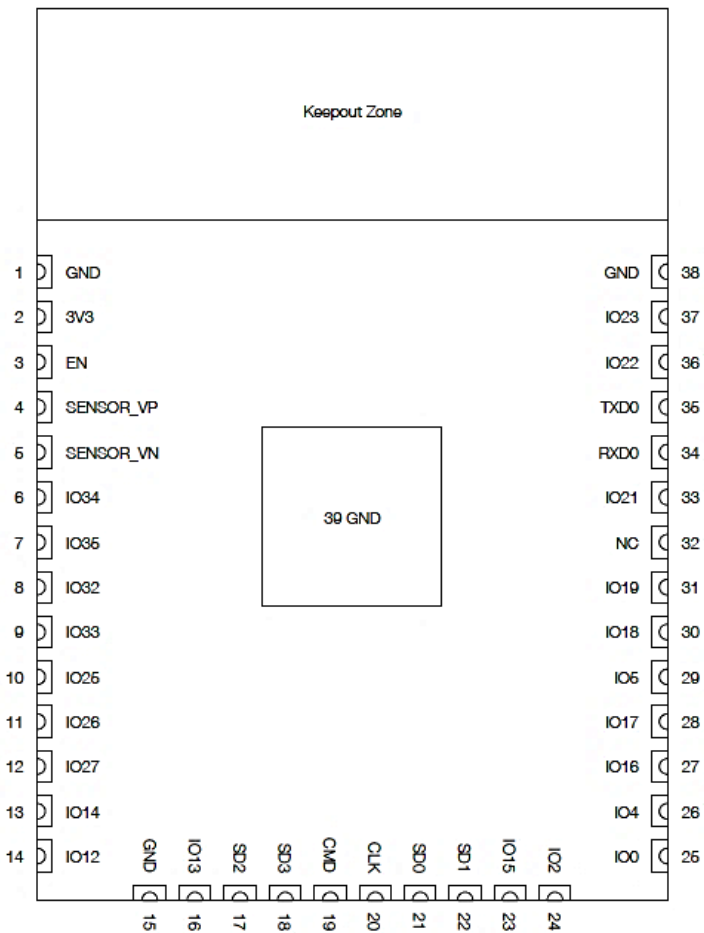 Keepout Zone
1 GND
GND 38
2 3V3
IO23 37
3 EN
IO22 36
4 SENSOR_VP
TXD0 35
5 SENSOR_VN
RXD0 34
6 IO34
IO21 33
39 GND
7 IO35
NC 32
8 IO32
IO19 31
9 IO33
IO18 30
10 IO25
IO5 29
11 IO26
IO17 28
12 IO27
IO16 27
13 IO14
IO4 26
14 IO12
IO0 25
GND
IO13
SD2
SD3
CMD
CLK
SD0
SD1
IO15
IO2
15
16
17
18
19
20
21
22
23
24